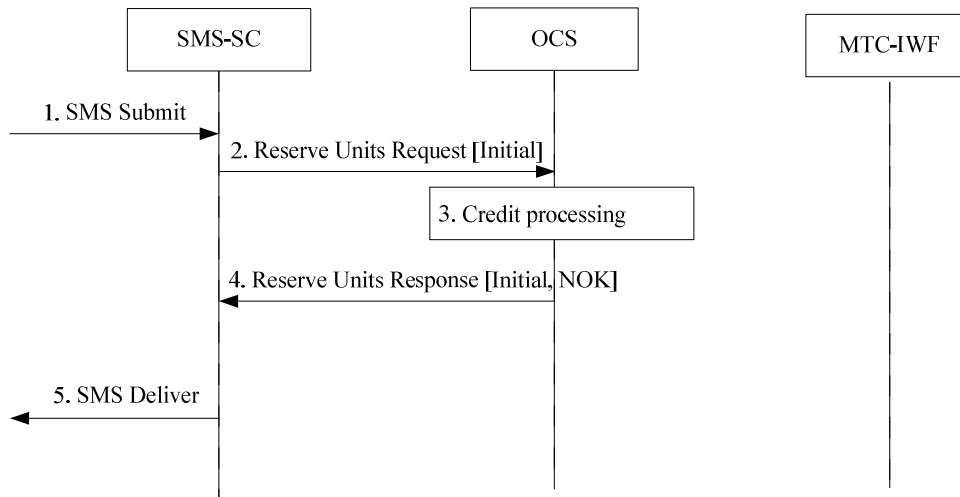 SMS-SC
OCS
MTC-IWF
1. SMS Submit
2. Reserve Units Request [Initial]
3. Credit processing
4. Reserve Units Response [Initial, NOK]
5. SMS Deliver